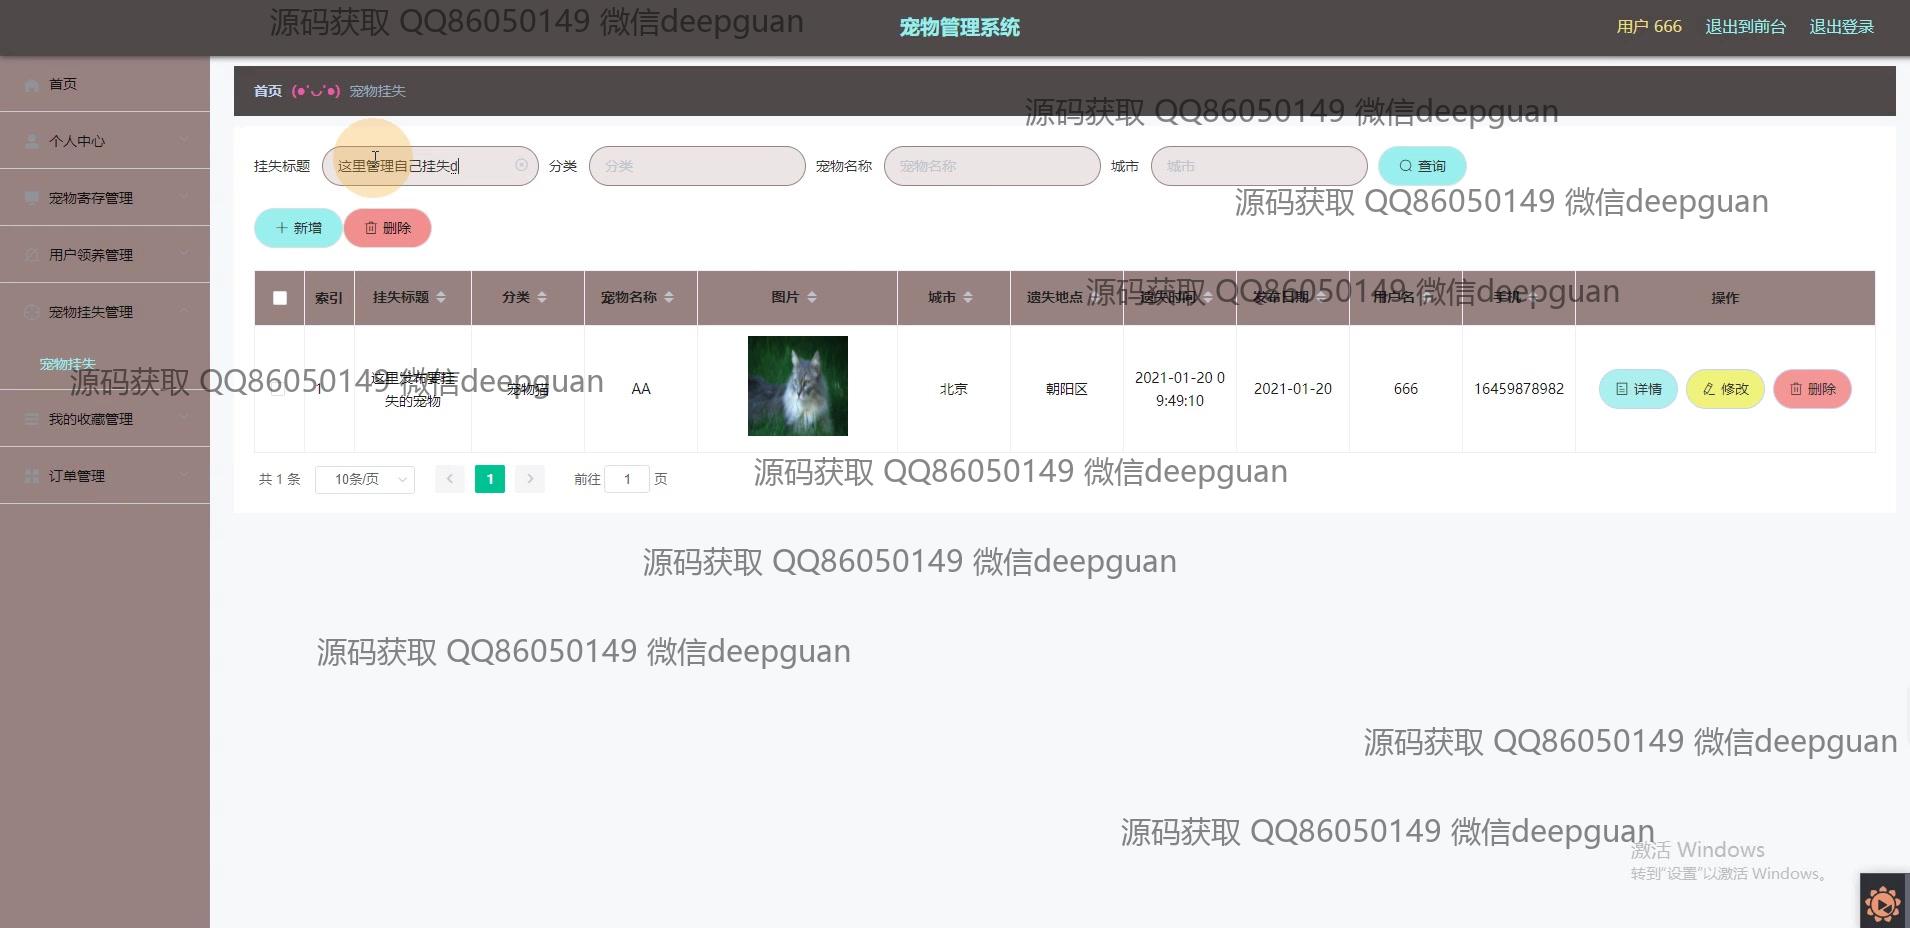 源码获取 QQ86050149 微信deepguan
宠物管理系统
用户 666 退出到前台 退出登录
首页
个人中心
宠物寄存管理
用户领养管理
宠物挂失管理
宠物挂失
我的收藏管理
订单管理
首页 (●'◡'●) 宠物挂失
源码获取 QQ86050149 微信deepguan
挂失标题 这里管理自己挂失d 分类 分类 宠物名称 宠物名称 城市 城市 查询
源码获取 QQ86050149 微信deepguan
新增 删除
索引 挂失标题 分类 宠物名称 图片 城市 遗失地点 遗失时间 发布日期 用户名 手机 操作
源码获取 QQ86050149 微信deepguan
1 这里发布要挂失的宠物 宠物猫 AA 北京 朝阳区 2021-01-20 09:49:10 2021-01-20 666 16459878982 详情 修改 删除
源码获取 QQ86050149 微信deepguan
共 1 条 10条/页 1 前往 1 页
源码获取 QQ86050149 微信deepguan
源码获取 QQ86050149 微信deepguan
源码获取 QQ86050149 微信deepguan
源码获取 QQ86050149 微信deepguan
源码获取 QQ86050149 微信deepguan
激活 Windows
转到"设置"以激活 Windows。